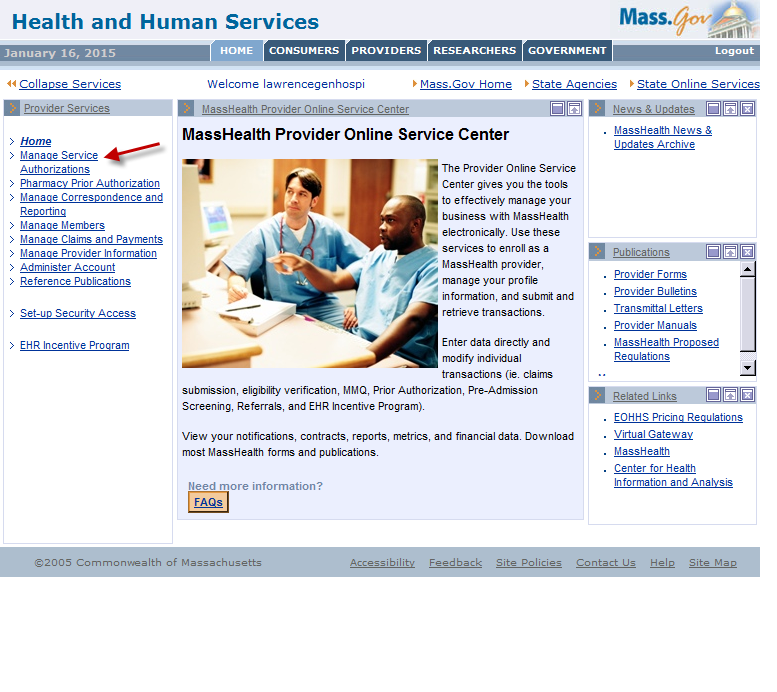 Health and Human Services
Mass.Gov
January 16, 2015
HOME CONSUMERS PROVIDERS RESEARCHERS GOVERNMENT
Logout
Collapse Services
Welcome lawrencegenhospi
Mass.Gov Home
State Agencies
State Online Services
Provider Services
Home
Manage Service
Authorizations
Pharmacy Prior Authorization
Manage Correspondence and
Reporting
Manage Members
Manage Claims and Payments
Manage Provider Information
Administer Account
Reference Publications
Set-up Security Access
EHR Incentive Program
MassHealth Provider Online Service Center
MassHealth Provider Online Service Center
The Provider Online Service
Center gives you the tools
to effectively manage your
business with MassHealth
electronically. Use these
services to enroll as a
MassHealth provider,
manage your profile
information, and submit and
retrieve transactions.
Enter data directly and
modify individual
transactions (ie. claims
submission, eligibility verification, MMQ, Prior Authorization, Pre-Admission
Screening, Referrals, and EHR Incentive Program).
View your notifications, contracts, reports, metrics, and financial data. Download
most MassHealth forms and publications.
Need more information?
FAQs
News & Updates
MassHealth News &
Updates Archive
Publications
Provider Forms
Provider Bulletins
Transmittal Letters
Provider Manuals
MassHealth Proposed
Regulations
Related Links
EOHHS Pricing Regulations
Virtual Gateway
MassHealth
Center for Health
Information and Analysis
©2005 Commonwealth of Massachusetts
Accessibility Feedback Site Policies Contact Us Help Site Map